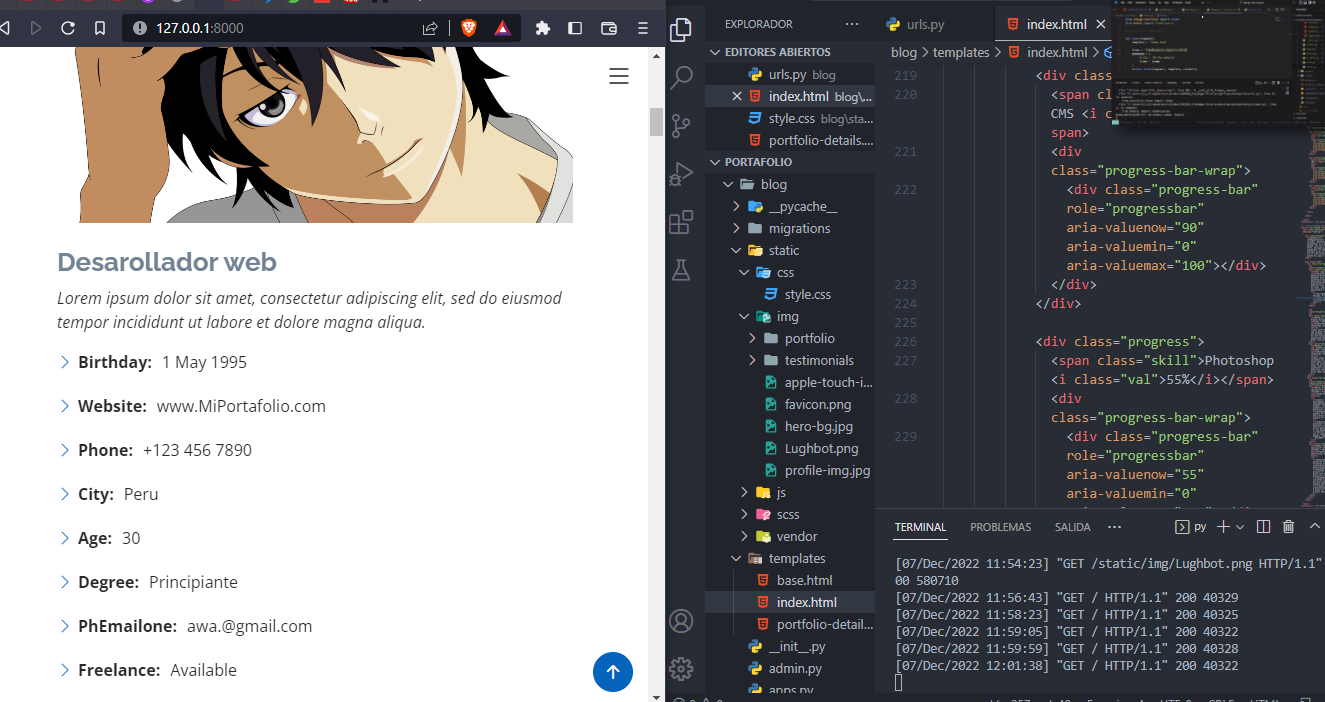 127.0.0.1:8000
Desarollador web
Lorem ipsum dolor sit amet, consectetur adipiscing elit, sed do eiusmod
tempor incididunt ut labore et dolore magna aliqua.
Birthday: 1 May 1995
Website: www.MiPortafolio.com
Phone: +123 456 7890
City: Peru
Age: 30
Degree: Principiante
PhEmailone: awa.@gmail.com
Freelance: Available
EXPLORADOR
EDITORES ABIERTOS
urls.py blog
index.html blog\...
style.css blog\sta...
portfolio-details....
PORTAFOLIO
blog
__pycache__
migrations
static
css
style.css
img
portfolio
testimonials
apple-touch-i...
favicon.png
hero-bg.jpg
Lughbot.png
profile-img.jpg
js
scss
vendor
templates
base.html
index.html
portfolio-detail...
__init__.py
admin.py
apps.py
urls.py
index.html
blog > templates > index.html >
219 <div clas
220 <span cl
CMS <i c
span>
221 <div
class="progress-bar-wrap">
222 <div class="progress-bar"
role="progressbar"
aria-valuenow="90"
aria-valuemin="0"
aria-valuemax="100"></div>
223 </div>
224 </div>
225
226 <div class="progress">
227 <span class="skill">Photoshop
<i class="val">55%</i></span>
228 <div
class="progress-bar-wrap">
229 <div class="progress-bar"
role="progressbar"
aria-valuenow="55"
aria-valuemin="0"
TERMINAL PROBLEMAS SALIDA ... py
[07/Dec/2022 11:54:23] "GET /static/img/Lughbot.png HTTP/1.1"
00 580710
[07/Dec/2022 11:56:43] "GET / HTTP/1.1" 200 40329
[07/Dec/2022 11:58:23] "GET / HTTP/1.1" 200 40325
[07/Dec/2022 11:59:05] "GET / HTTP/1.1" 200 40322
[07/Dec/2022 11:59:59] "GET / HTTP/1.1" 200 40328
[07/Dec/2022 12:01:38] "GET / HTTP/1.1" 200 40322